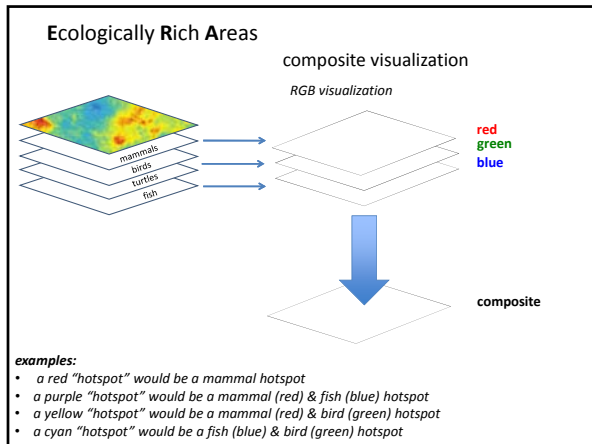 Ecologically Rich Areas
composite visualization
RGB visualization
mammals
birds
turtles
fish
red
green
blue
composite
examples:
• a red “hotspot” would be a mammal hotspot
• a purple “hotspot” would be a mammal (red) & fish (blue) hotspot
• a yellow “hotspot” would be a mammal (red) & bird (green) hotspot
• a cyan “hotspot” would be a fish (blue) & bird (green) hotspot